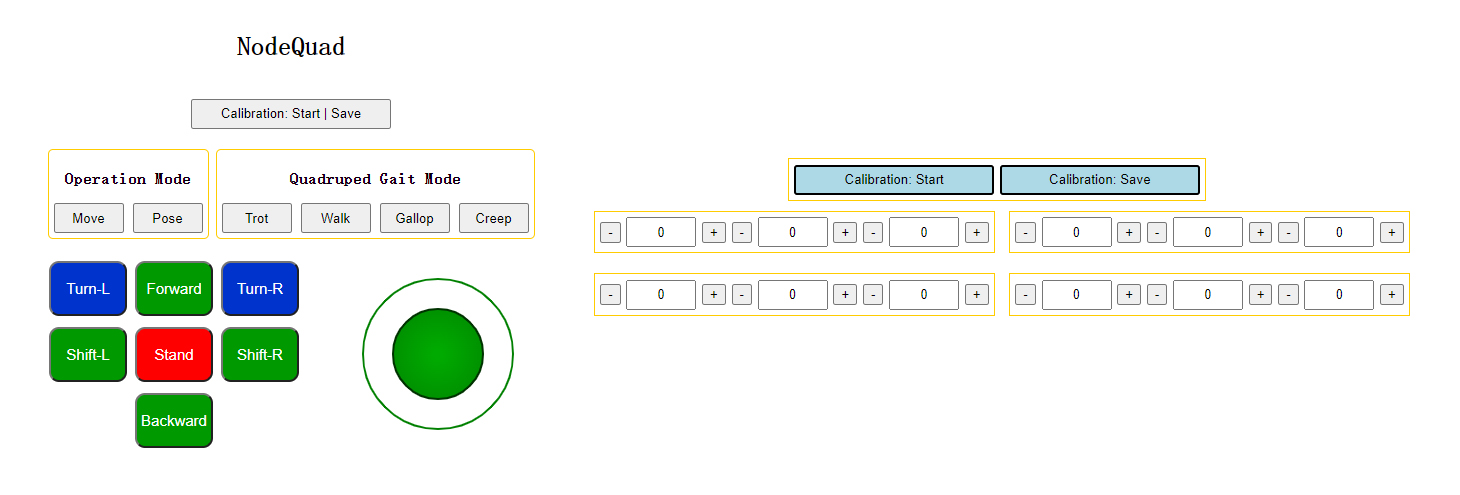 NodeQuad
Calibration: Start | Save
Operation Mode
Move Pose
Quadruped Gait Mode
Trot Walk Gallop Creep
Turn-L Forward Turn-R
Shift-L Stand Shift-R
Backward
Calibration: Start Calibration: Save
- 0 + - 0 + - 0 + - 0 + - 0 + - 0 +
- 0 + - 0 + - 0 + - 0 + - 0 + - 0 +